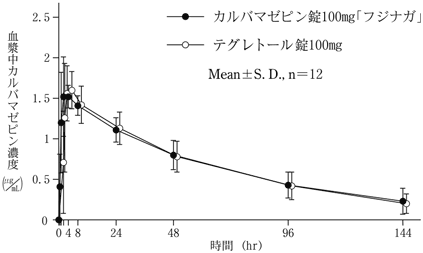 カルバマゼピン錠100mg「フジナガ」
テグレトール錠100mg
Mean±S.D., n=12
血漿中カルバマゼピン濃度
(μg/mL)
2.5
2.0
1.5
1.0
0.5
0
0 4 8 24 48 96 144
時間 (hr)